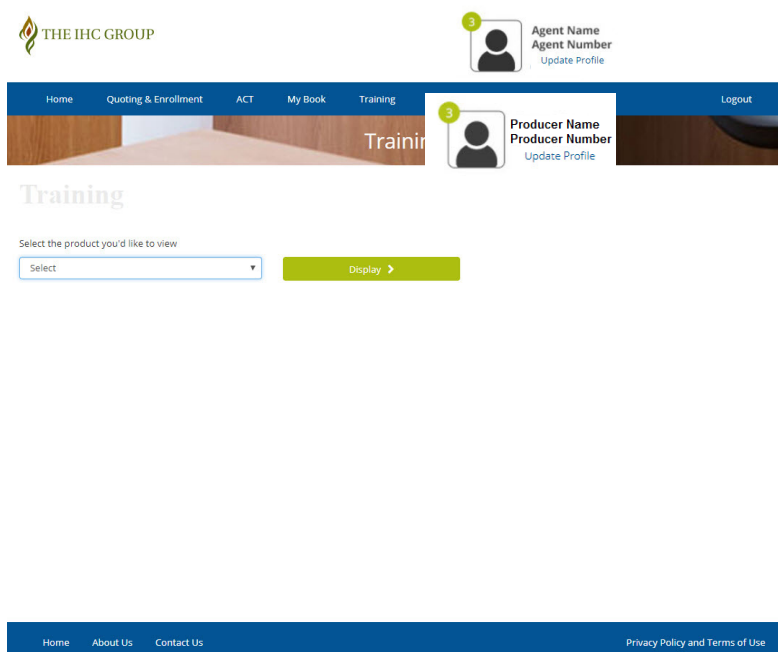 THE IHC GROUP
3
Agent Name
Agent Number
Update Profile
Home Quoting & Enrollment ACT My Book Training Logout
3
Producer Name
Producer Number
Update Profile
Training
Select the product you'd like to view
Select
Display
Home About Us Contact Us Privacy Policy and Terms of Use